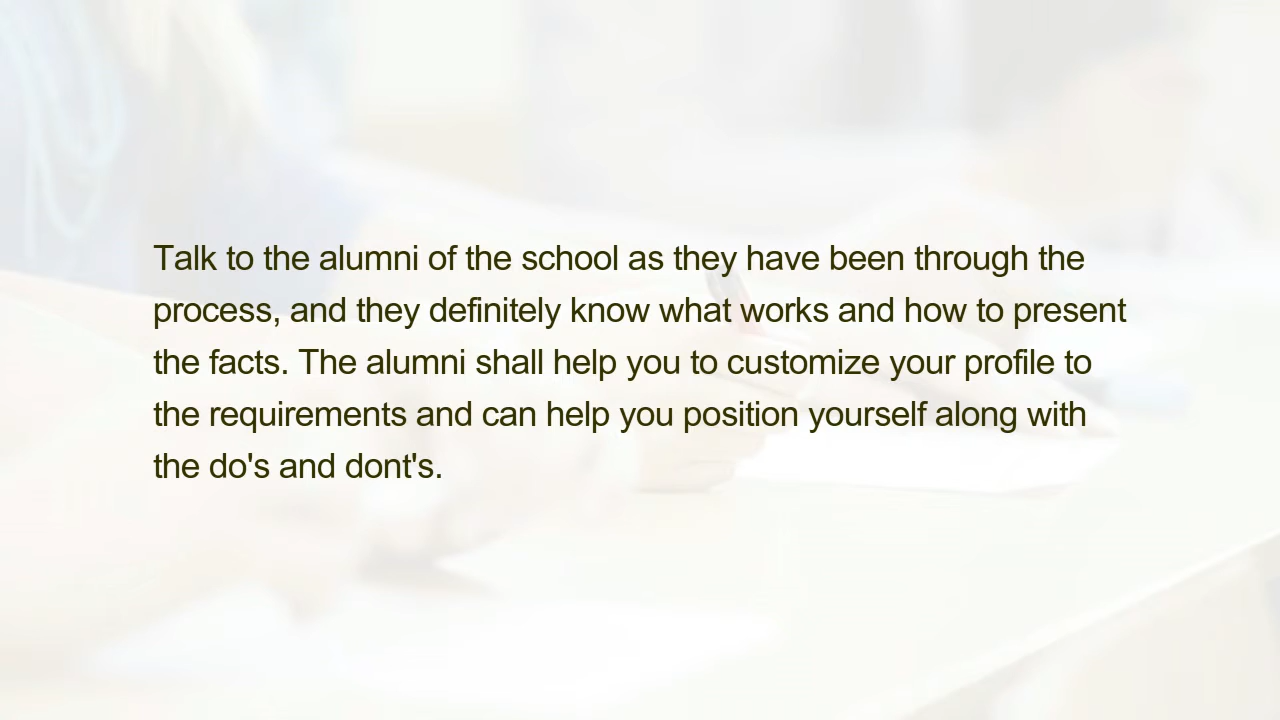 Talk to the alumni of the school as they have been through the
process, and they definitely know what works and how to present
the facts. The alumni shall help you to customize your profile to
the requirements and can help you position yourself along with
the do's and dont's.